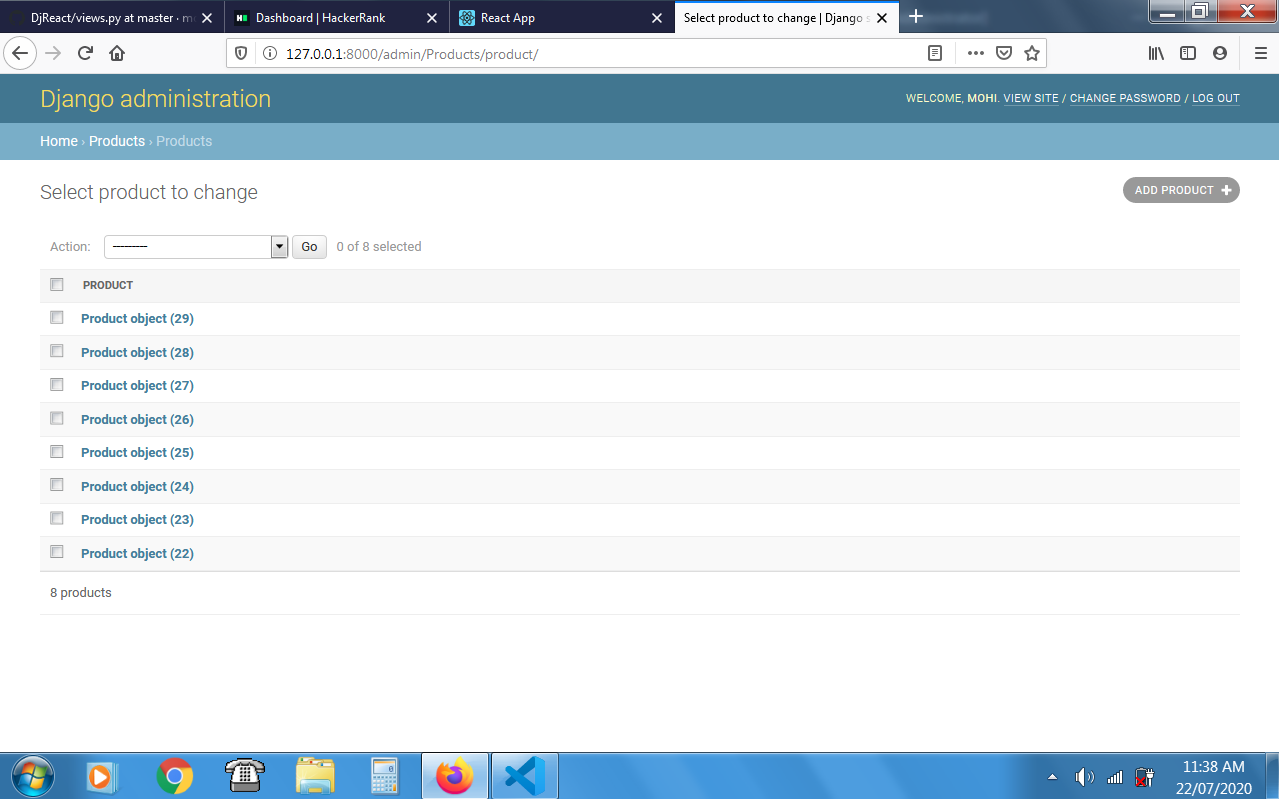 DjReact/views.py at master · m
Dashboard | HackerRank
React App
Select product to change | Django s
127.0.0.1:8000/admin/Products/product/
Django administration
WELCOME, MOHI. VIEW SITE / CHANGE PASSWORD / LOG OUT
Home › Products › Products
Select product to change
ADD PRODUCT
Action: --------- Go 0 of 8 selected
PRODUCT
Product object (29)
Product object (28)
Product object (27)
Product object (26)
Product object (25)
Product object (24)
Product object (23)
Product object (22)
8 products
11:38 AM
22/07/2020